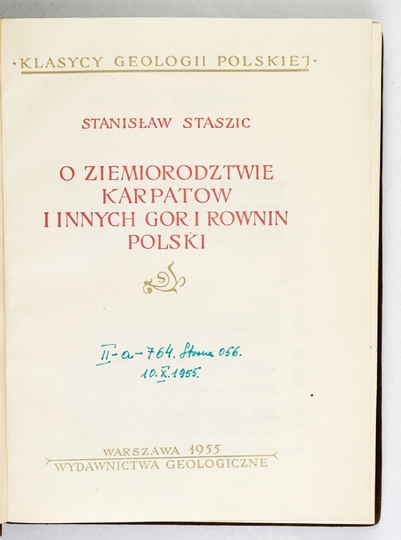 · KLASYCY GEOLOGII POLSKIEJ ·
STANISŁAW STASZIC
O ZIEMIORODZTWIE
KARPATOW
I INNYCH GOR I ROWNIN
POLSKI
II-a-764. Strona 056.
10.X.1955.
WARSZAWA 1955
WYDAWNICTWA GEOLOGICZNE